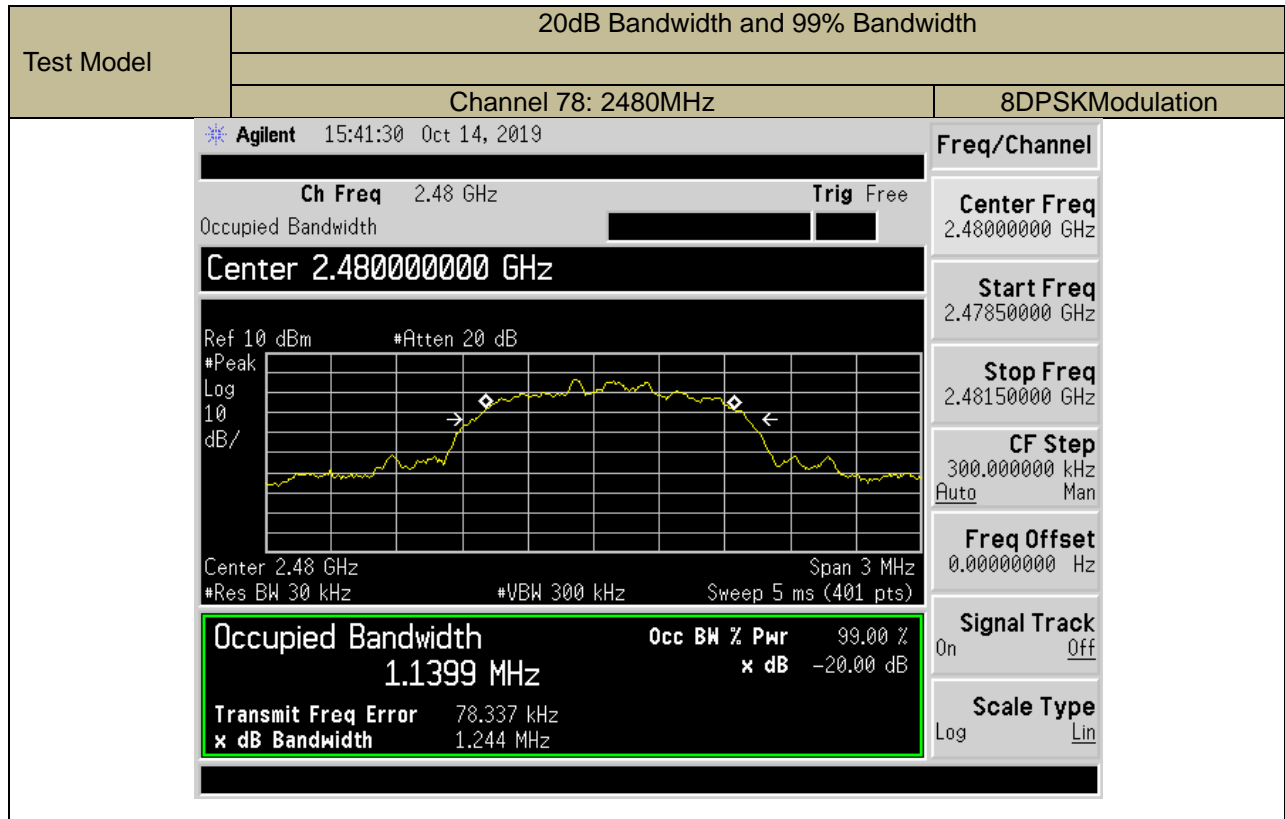 20dB Bandwidth and 99% Bandwidth
Test Model
Channel 78: 2480MHz 8DPSKModulation
Agilent 15:41:30 Oct 14, 2019
Freq/Channel
Ch Freq 2.48 GHz Trig Free
Occupied Bandwidth
Center 2.480000000 GHz
Ref 10 dBm #Atten 20 dB
#Peak
Log
10
dB/
Center 2.48 GHz Span 3 MHz
#Res BW 30 kHz #VBW 300 kHz Sweep 5 ms (401 pts)
Occupied Bandwidth Occ BW % Pwr 99.00 %
1.1399 MHz x dB -20.00 dB
Transmit Freq Error 78.337 kHz
x dB Bandwidth 1.244 MHz
Center Freq
2.48000000 GHz
Start Freq
2.47850000 GHz
Stop Freq
2.48150000 GHz
CF Step
300.000000 kHz
Auto Man
Freq Offset
0.00000000 Hz
Signal Track
On Off
Scale Type
Log Lin